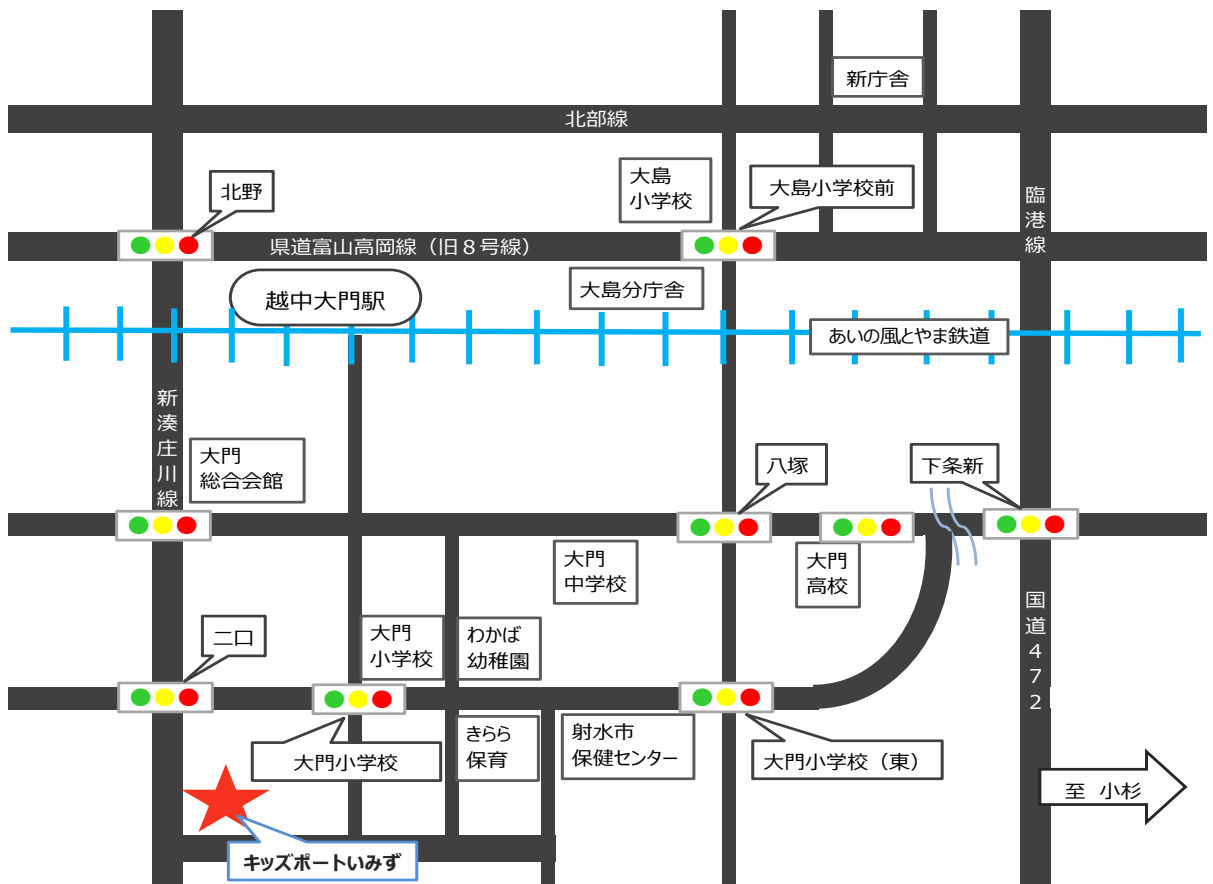 新庁舎
北部線
大島
小学校
大島小学校前
北野
臨港線
県道富山高岡線（旧８号線）
越中大門駅
大島分庁舎
あいの風とやま鉄道
新湊庄川線
大門
総合会館
八塚
下条新
大門
中学校
大門
高校
国道４７２
二口
大門
小学校
わかば
幼稚園
きらら
保育
射水市
保健センター
大門小学校
大門小学校（東）
至 小杉
キッズポートいみず